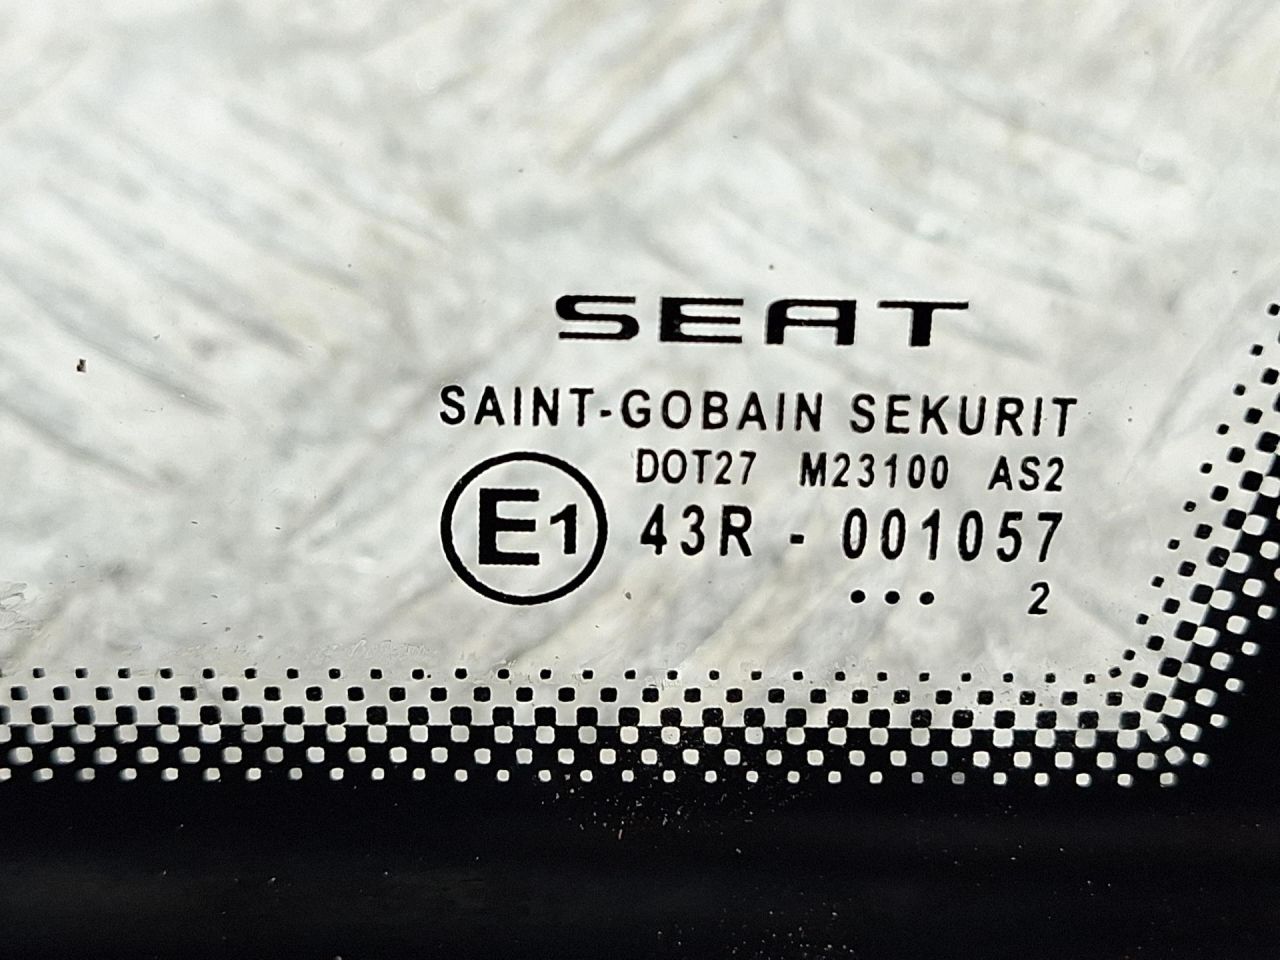 SEAT
SAINT-GOBAIN SEKURIT
DOT27 M23100 AS2
E1 43R - 001057
... 2